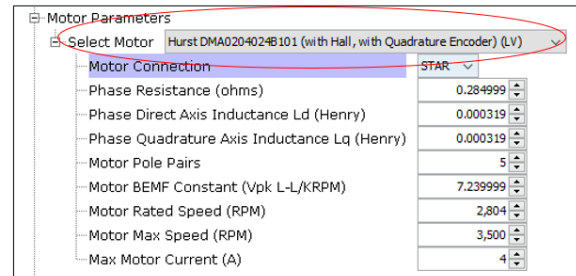 Motor Parameters
Select Motor Hurst DMA0204024B101 (with Hall, with Quadrature Encoder) (LV)
Motor Connection STAR
Phase Resistance (ohms) 0.284999
Phase Direct Axis Inductance Ld (Henry) 0.000319
Phase Quadrature Axis Inductance Lq (Henry) 0.000319
Motor Pole Pairs 5
Motor BEMF Constant (Vpk L-L/KRPM) 7.239999
Motor Rated Speed (RPM) 2,804
Motor Max Speed (RPM) 3,500
Max Motor Current (A) 4